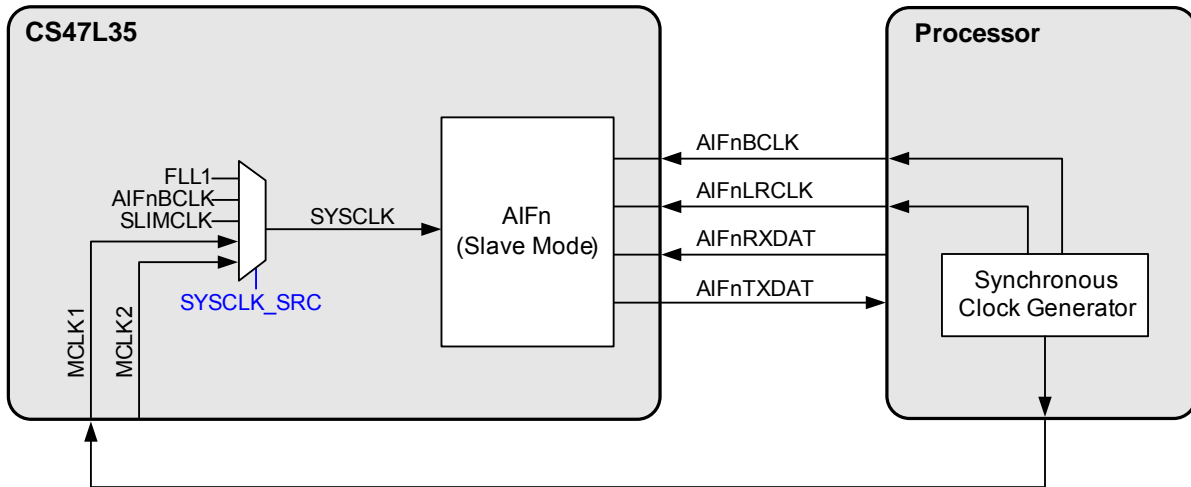 CS47L35
Processor
AIFnBCLK
FLL1
AIFnBCLK
SLIMCLK
SYSCLK
AIFn
(Slave Mode)
AIFnLRCLK
AIFnRXDAT
AIFnTXDAT
SYSCLK_SRC
MCLK1
MCLK2
Synchronous
Clock Generator